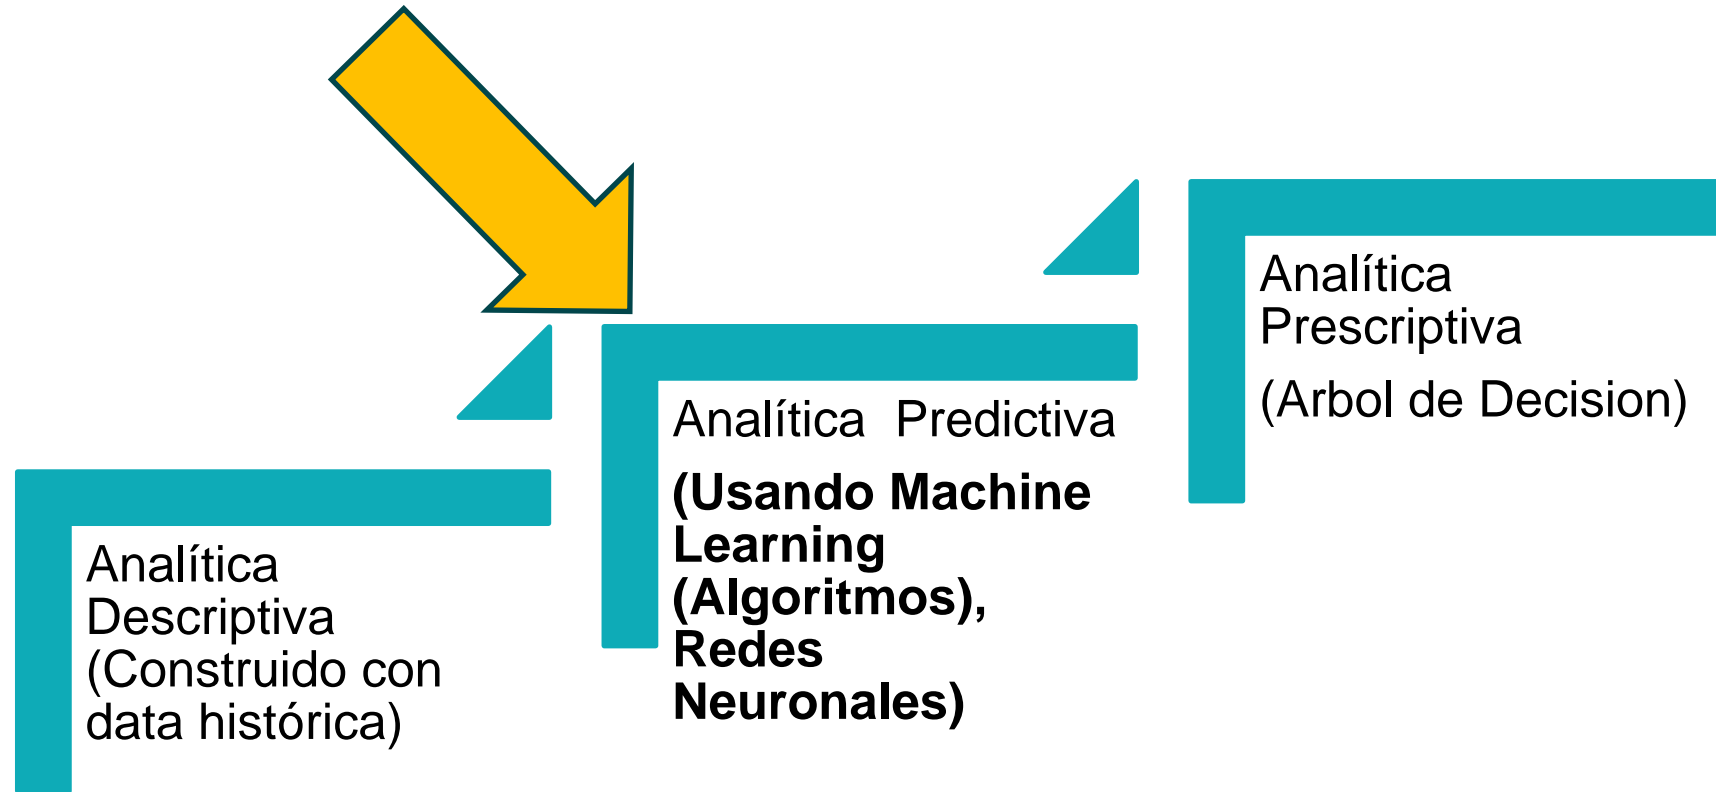 Analítica
Descriptiva
(Construido con
data histórica)
Analítica Predictiva
(Usando Machine
Learning
(Algoritmos),
Redes
Neuronales)
Analítica
Prescriptiva
(Arbol de Decision)